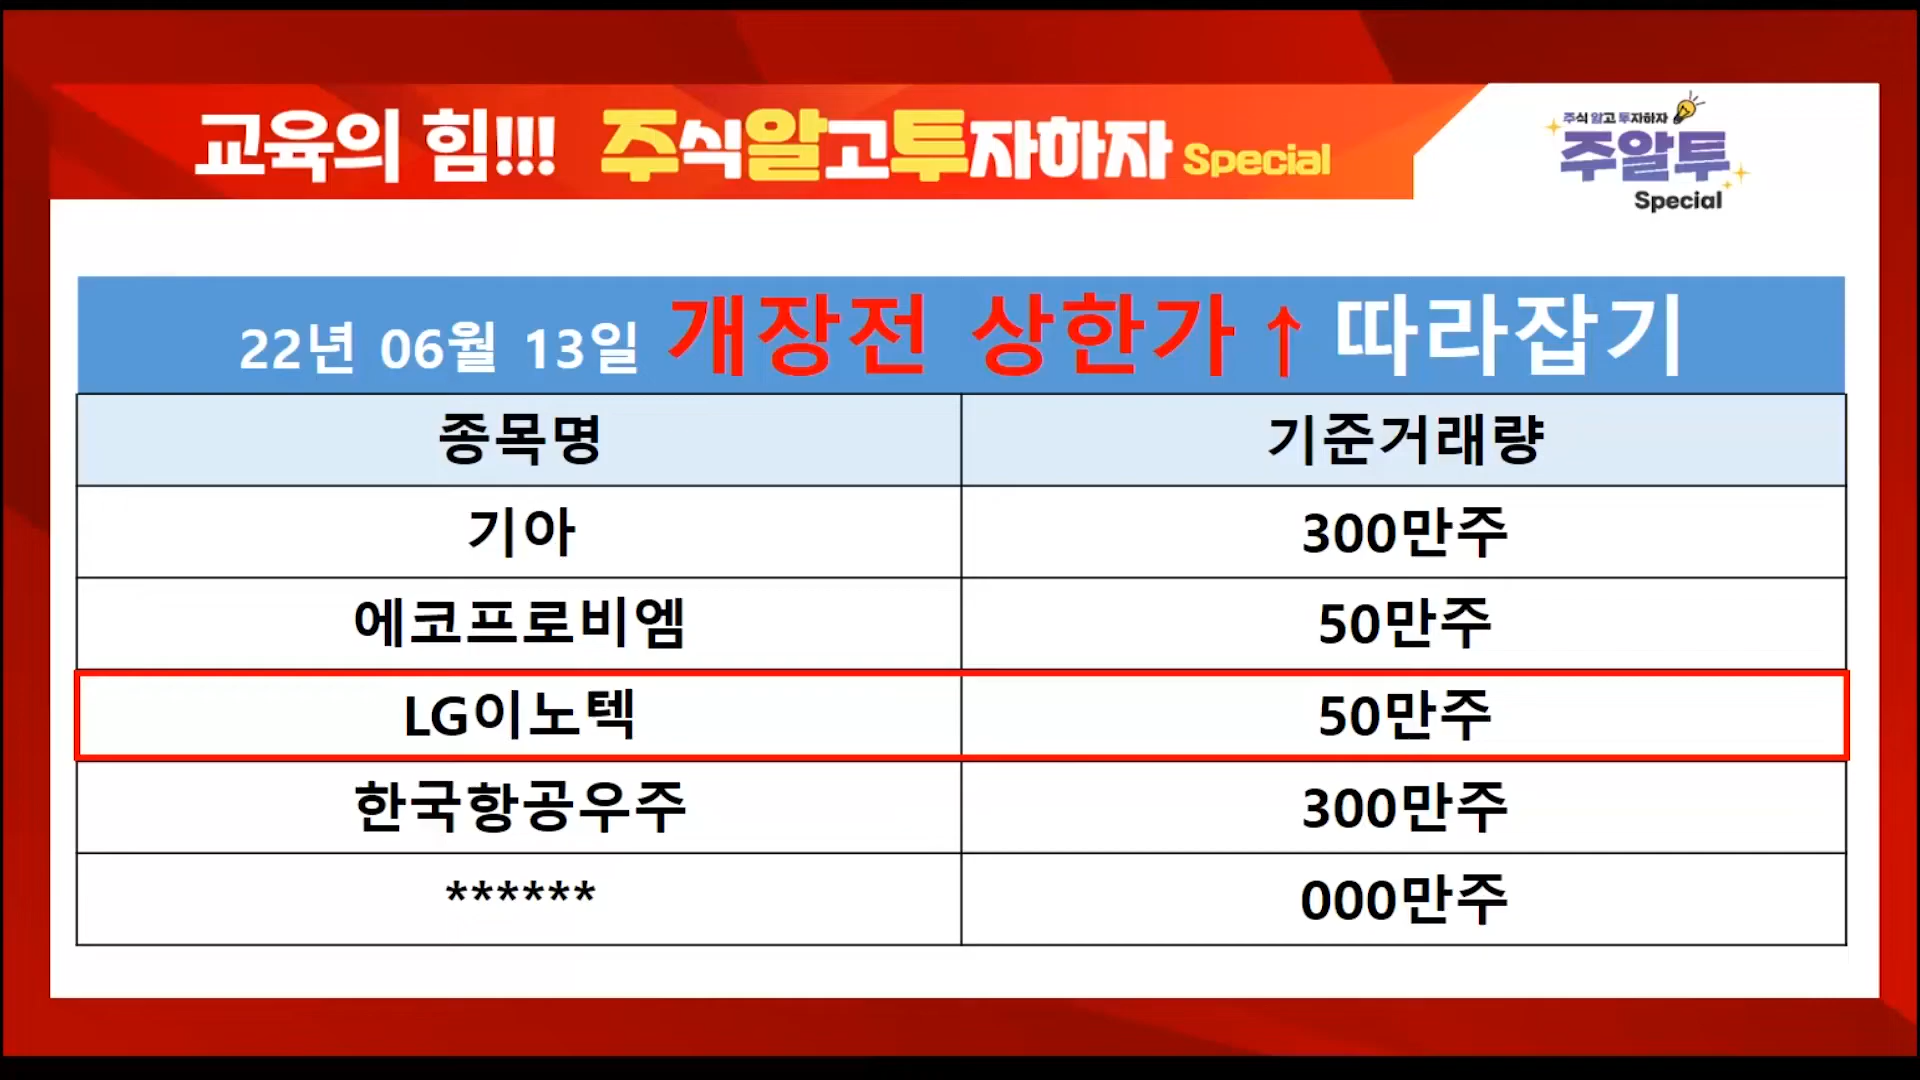 교육의 힘!!! 주식알고투자하자 Special
주식 알고 투자하자
주알투
Special
22년 06월 13일 개장전 상한가↑따라잡기
종목명 기준거래량
기아 300만주
에코프로비엠 50만주
LG이노텍 50만주
한국항공우주 300만주
****** 000만주